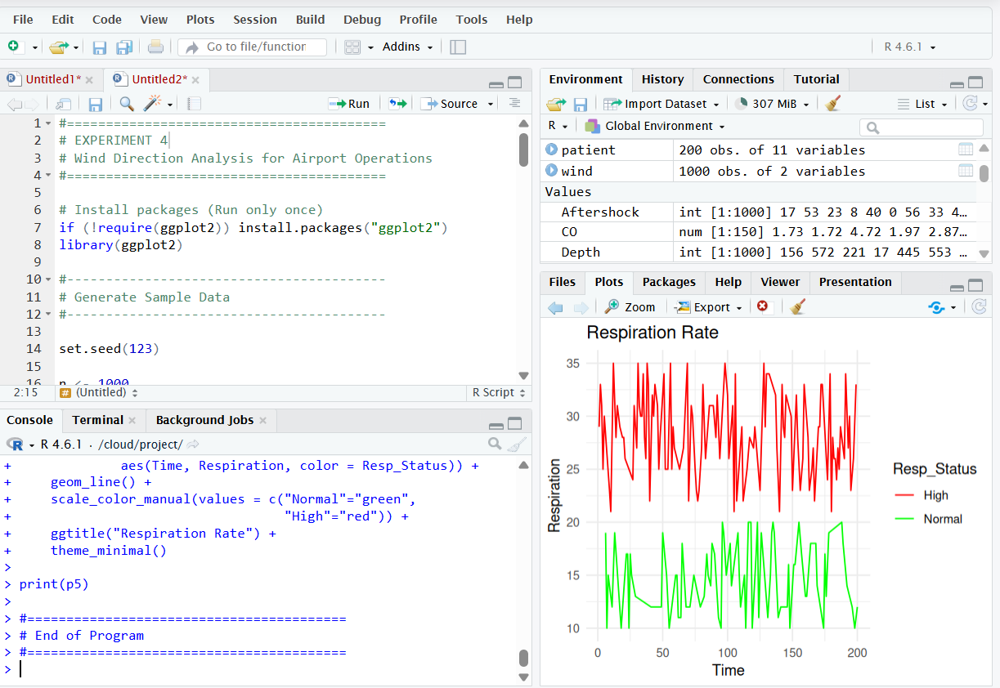 File Edit Code View Plots Session Build Debug Profile Tools Help
Go to file/function Addins R 4.6.1
Untitled1* Untitled2*
Run Source
1 #=========================================
2 # EXPERIMENT 4
3 # Wind Direction Analysis for Airport Operations
4 #=========================================
5
6 # Install packages (Run only once)
7 if (!require(ggplot2)) install.packages("ggplot2")
8 library(ggplot2)
9
10 #-----------------------------------------
11 # Generate Sample Data
12 #-----------------------------------------
13
14 set.seed(123)
15
16 n <- 1000
2:15 # (Untitled) R Script
Console Terminal Background Jobs
R R 4.6.1 · /cloud/project/
+ aes(Time, Respiration, color = Resp_Status)) +
+ geom_line() +
+ scale_color_manual(values = c("Normal"="green",
+ "High"="red")) +
+ ggtitle("Respiration Rate") +
+ theme_minimal()
>
> print(p5)
>
> #=========================================
> # End of Program
> #=========================================
>
Environment History Connections Tutorial
Import Dataset 307 MiB List
R Global Environment
patient 200 obs. of 11 variables
wind 1000 obs. of 2 variables
Values
Aftershock int [1:1000] 17 53 23 8 40 0 56 33 4…
CO num [1:150] 1.73 1.72 4.72 1.97 2.87…
Depth int [1:1000] 156 572 221 17 445 553 …
Files Plots Packages Help Viewer Presentation
Zoom Export
Respiration Rate
35
30
25
20
15
10
Respiration
0 50 100 150 200
Time
Resp_Status
High
Normal